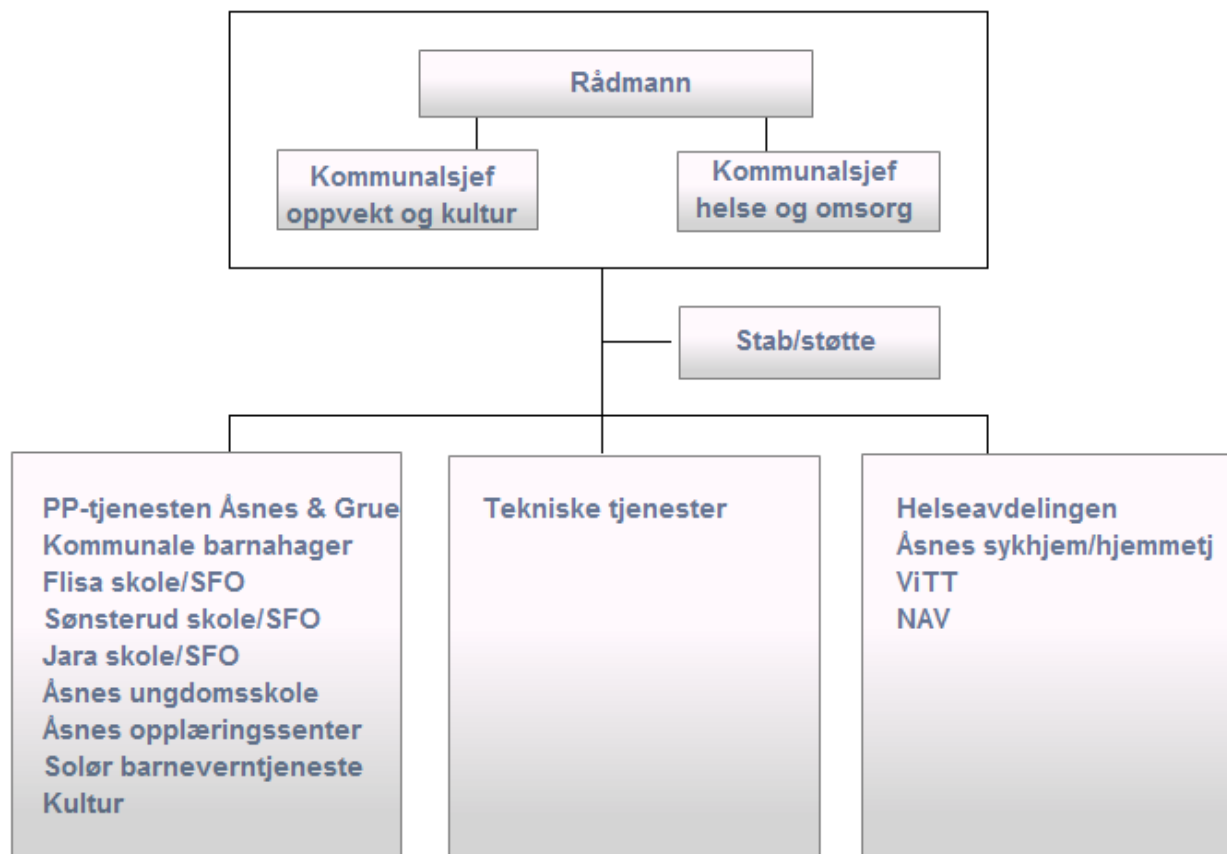 Rådmann
Kommunalsjef
oppvekt og kultur
Kommunalsjef
helse og omsorg
Stab/støtte
PP-tjenesten Åsnes & Grue
Kommunale barnahager
Flisa skole/SFO
Sønsterud skole/SFO
Jara skole/SFO
Åsnes ungdomsskole
Åsnes opplæringssenter
Solør barneverntjeneste
Kultur
Tekniske tjenester
Helseavdelingen
Åsnes sykhjem/hjemmetj
ViTT
NAV